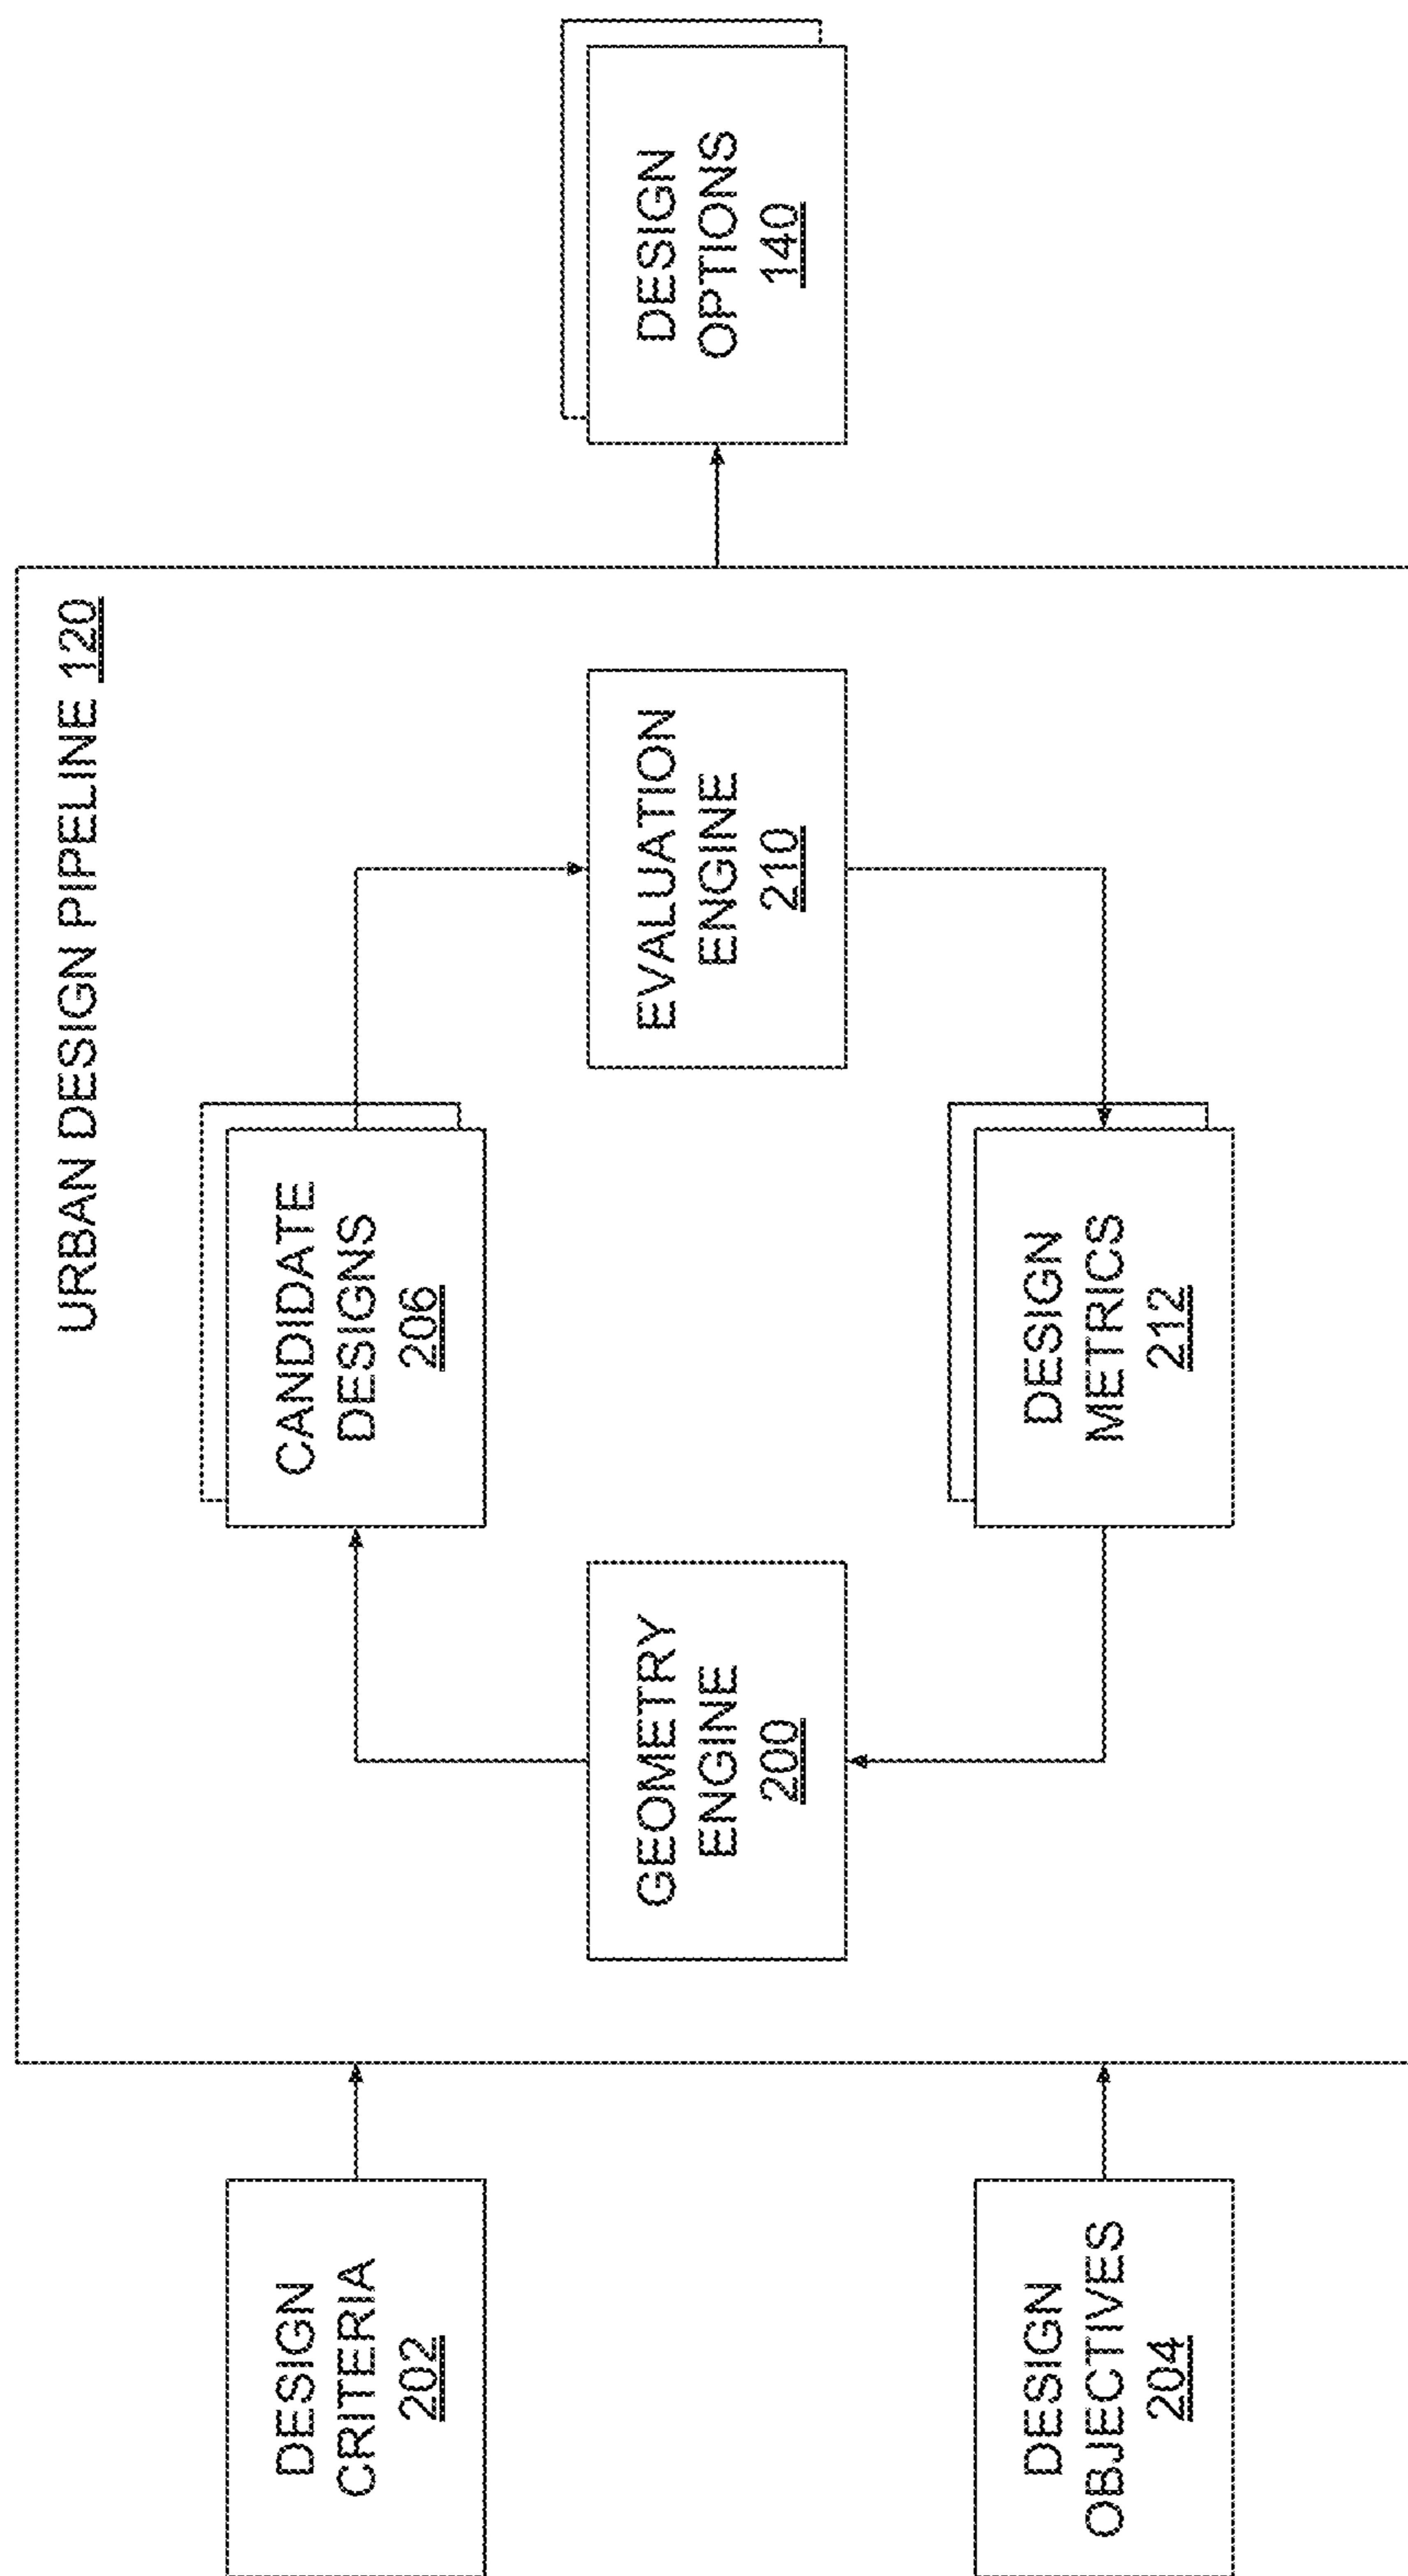 URBAN DESIGN PIPELINE 120
DESIGN
CRITERIA
202
DESIGN
OBJECTIVES
204
GEOMETRY
ENGINE
200
CANDIDATE
DESIGNS
206
DESIGN
METRICS
212
EVALUATION
ENGINE
210
DESIGN
OPTIONS
140